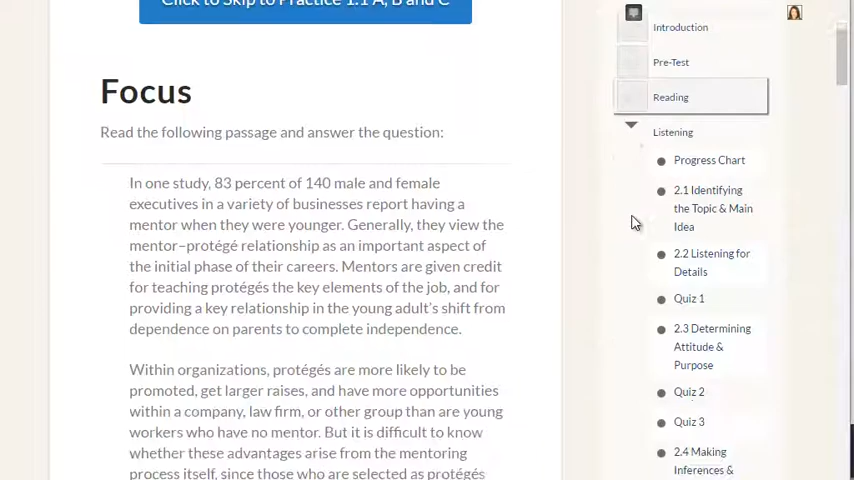 Click to Skip to Practice 1.1 A, B and C
Focus
Read the following passage and answer the question:
In one study, 83 percent of 140 male and female
executives in a variety of businesses report having a
mentor when they were younger. Generally, they view the
mentor–protégé relationship as an important aspect of
the initial phase of their careers. Mentors are given credit
for teaching protégés the key elements of the job, and for
providing a key relationship in the young adult's shift from
dependence on parents to complete independence.
Within organizations, protégés are more likely to be
promoted, get larger raises, and have more opportunities
within a company, law firm, or other group than are young
workers who have no mentor. But it is difficult to know
whether these advantages arise from the mentoring
process itself, since those who are selected as protégés
Introduction
Pre-Test
Reading
Listening
Progress Chart
2.1 Identifying
the Topic & Main
Idea
2.2 Listening for
Details
Quiz 1
2.3 Determining
Attitude &
Purpose
Quiz 2
Quiz 3
2.4 Making
Inferences &